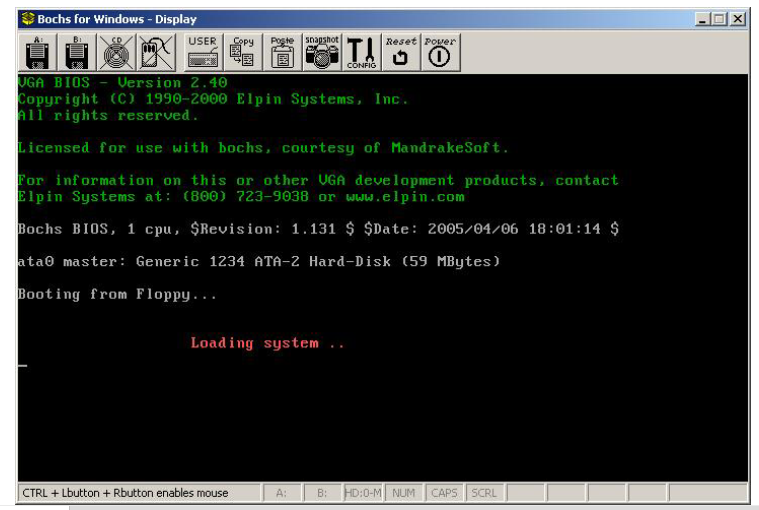 Bochs for Windows - Display
A: B: CD USER Copy Paste snapshot CONFIG Reset Power
VGA BIOS - Version 2.40
Copyright (C) 1990-2000 Elpin Systems, Inc.
All rights reserved.
Licensed for use with bochs, courtesy of MandrakeSoft.
For information on this or other VGA development products, contact
Elpin Systems at: (800) 723-9038 or www.elpin.com
Bochs BIOS, 1 cpu, $Revision: 1.131 $ $Date: 2005/04/06 18:01:14 $
ata0 master: Generic 1234 ATA-2 Hard-Disk (59 MBytes)
Booting from Floppy...
Loading system ..
CTRL + Lbutton + Rbutton enables mouse A: B: HD:0-M NUM CAPS SCRL